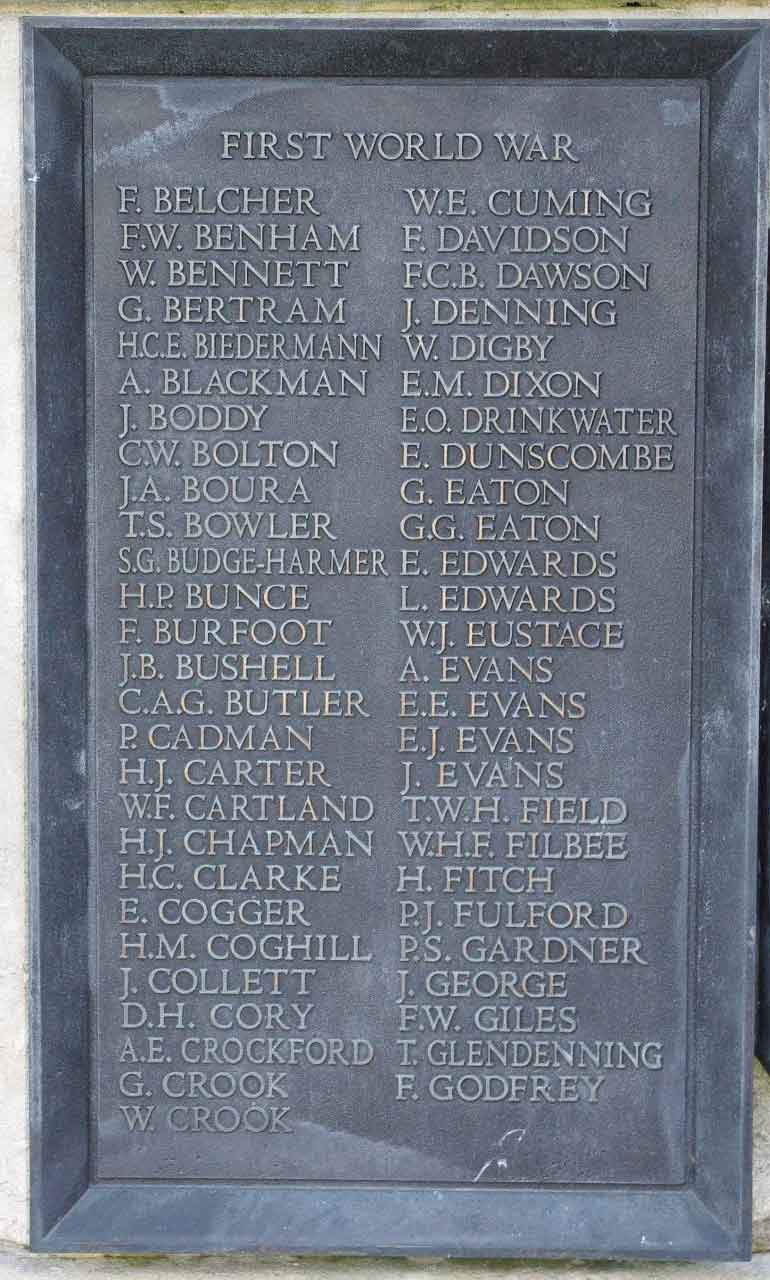 FIRST WORLD WAR
F. BELCHER
F.W. BENHAM
W. BENNETT
G. BERTRAM
H.C.E. BIEDERMANN
A. BLACKMAN
J. BODDY
C.W. BOLTON
J.A. BOURA
T.S. BOWLER
S.G. BUDGE-HARMER
H.P. BUNCE
F. BURFOOT
J.B. BUSHELL
C.A.G. BUTLER
P. CADMAN
H.J. CARTER
W.F. CARTLAND
H.J. CHAPMAN
H.C. CLARKE
E. COGGER
H.M. COGHILL
J. COLLETT
D.H. CORY
A.E. CROCKFORD
G. CROOK
W. CROOK
W.E. CUMING
F. DAVIDSON
F.C.B. DAWSON
J. DENNING
W. DIGBY
E.M. DIXON
E.O. DRINKWATER
E. DUNSCOMBE
G. EATON
G.G. EATON
E. EDWARDS
L. EDWARDS
W.J. EUSTACE
A. EVANS
E.E. EVANS
E.J. EVANS
J. EVANS
T.W.H. FIELD
W.H.F. FILBEE
H. FITCH
P.J. FULFORD
P.S. GARDNER
J. GEORGE
F.W. GILES
T. GLENDENNING
F. GODFREY